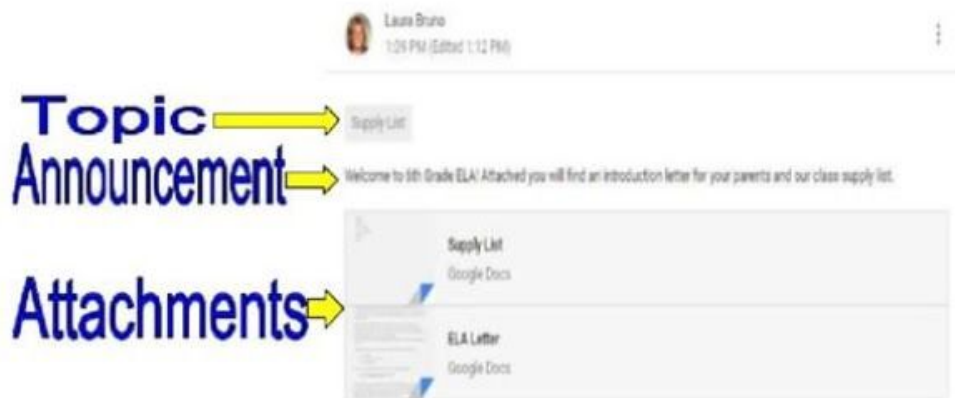 Laura Bruno
1:09 PM (Edited 1:12 PM)
Topic
Supply List
Announcement
Welcome to 6th Grade ELA! Attached you will find an introduction letter for your parents and our class supply list.
Attachments
Supply List
Google Docs
ELA Letter
Google Docs